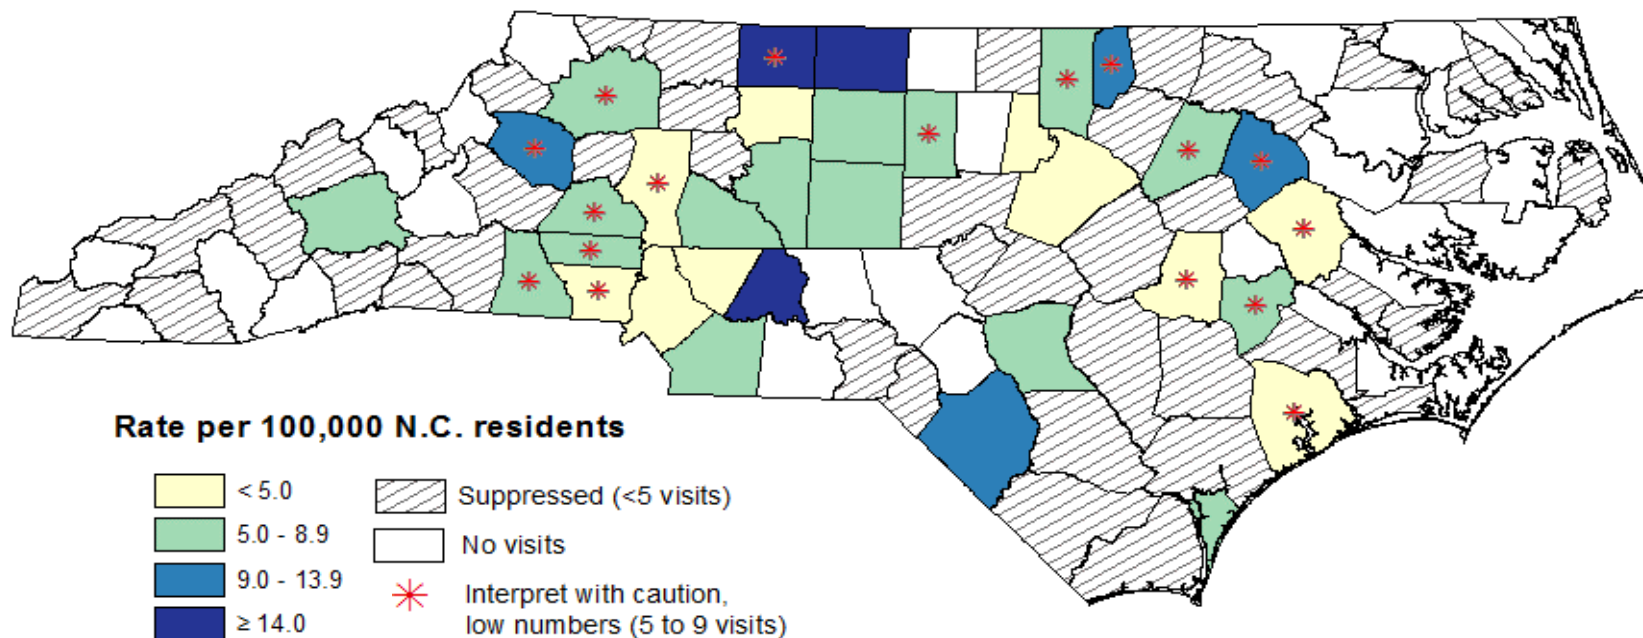 Rate per 100,000 N.C. residents
< 5.0
5.0 - 8.9
9.0 - 13.9
≥ 14.0
Suppressed (<5 visits)
No visits
Interpret with caution,
low numbers (5 to 9 visits)